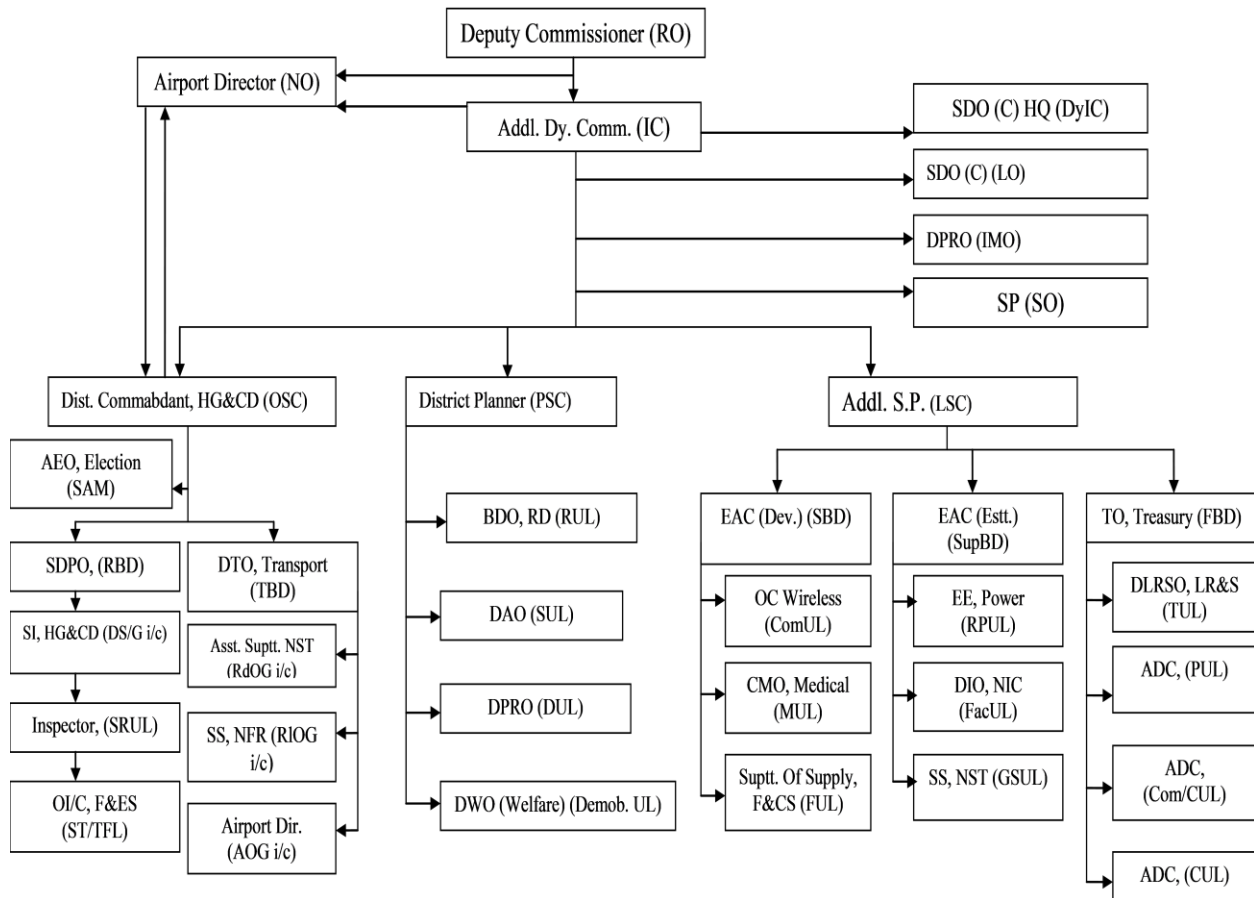 Deputy Commissioner (RO)
Airport Director (NO)
Addl. Dy. Comm. (IC)
SDO (C) HQ (DyIC)
SDO (C) (LO)
DPRO (IMO)
SP (SO)
Dist. Commabdant, HG&CD (OSC)
District Planner (PSC)
Addl. S.P. (LSC)
AEO, Election
(SAM)
SDPO, (RBD)
SI, HG&CD (DS/G i/c)
Inspector, (SRUL)
OI/C, F&ES
(ST/TFL)
DTO, Transport
(TBD)
Asst. Suptt. NST
(RdOG i/c)
SS, NFR (RlOG
i/c)
Airport Dir.
(AOG i/c)
BDO, RD (RUL)
DAO (SUL)
DPRO (DUL)
DWO (Welfare) (Demob. UL)
EAC (Dev.) (SBD)
OC Wireless
(ComUL)
CMO, Medical
(MUL)
Suptt. Of Supply,
F&CS (FUL)
EAC (Estt.)
(SupBD)
EE, Power
(RPUL)
DIO, NIC
(FacUL)
SS, NST (GSUL)
TO, Treasury (FBD)
DLRSO, LR&S
(TUL)
ADC, (PUL)
ADC,
(Com/CUL)
ADC, (CUL)